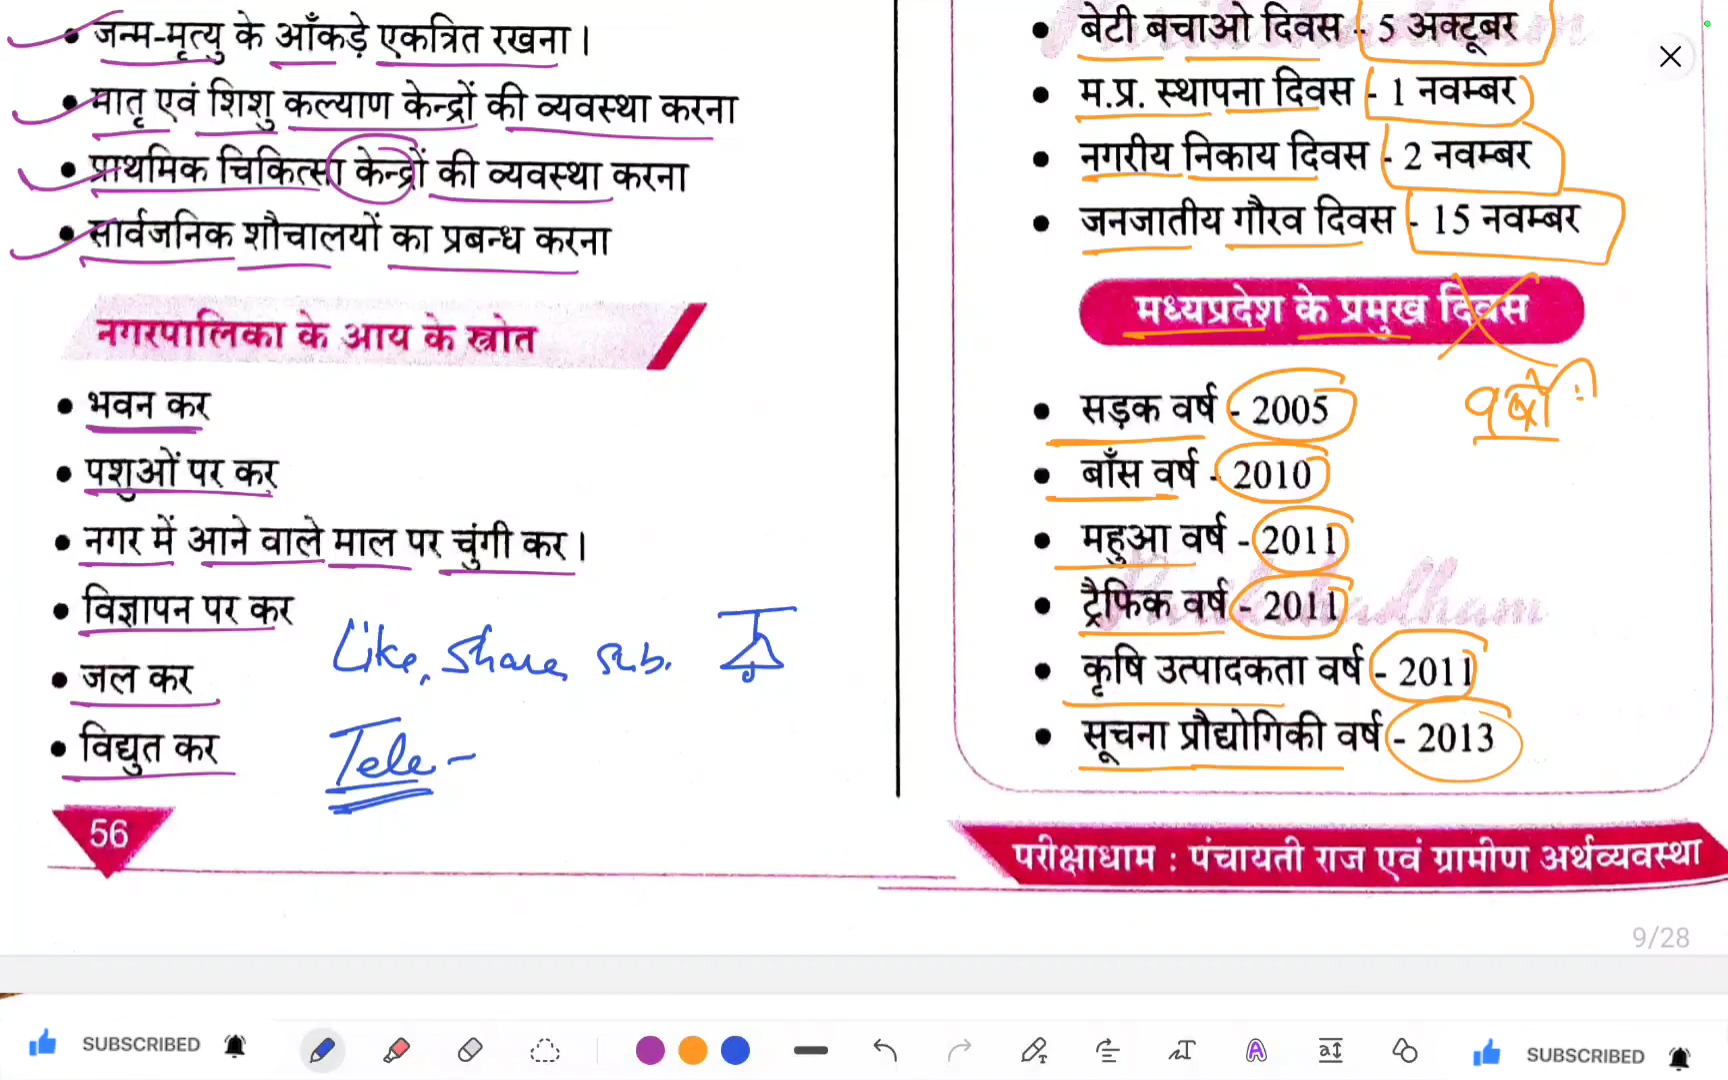 • जन्म-मृत्यु के आँकड़े एकत्रित रखना।
• मातृ एवं शिशु कल्याण केन्द्रों की व्यवस्था करना
• प्राथमिक चिकित्सा केन्द्रों की व्यवस्था करना
• सार्वजनिक शौचालयों का प्रबन्ध करना
नगरपालिका के आय के स्त्रोत
• भवन कर
• पशुओं पर कर
• नगर में आने वाले माल पर चुंगी कर।
• विज्ञापन पर कर
• जल कर
• विद्युत कर
Like, Share, Sub.
Tele -
56
• बेटी बचाओ दिवस - 5 अक्टूबर
• म.प्र. स्थापना दिवस - 1 नवम्बर
• नगरीय निकाय दिवस - 2 नवम्बर
• जनजातीय गौरव दिवस - 15 नवम्बर
मध्यप्रदेश के प्रमुख दिवस
• सड़क वर्ष - 2005
• बाँस वर्ष - 2010
• महुआ वर्ष - 2011
• ट्रैफिक वर्ष - 2011
• कृषि उत्पादकता वर्ष - 2011
• सूचना प्रौद्योगिकी वर्ष - 2013
परीक्षाधाम : पंचायती राज एवं ग्रामीण अर्थव्यवस्था
9/28
SUBSCRIBED
SUBSCRIBED